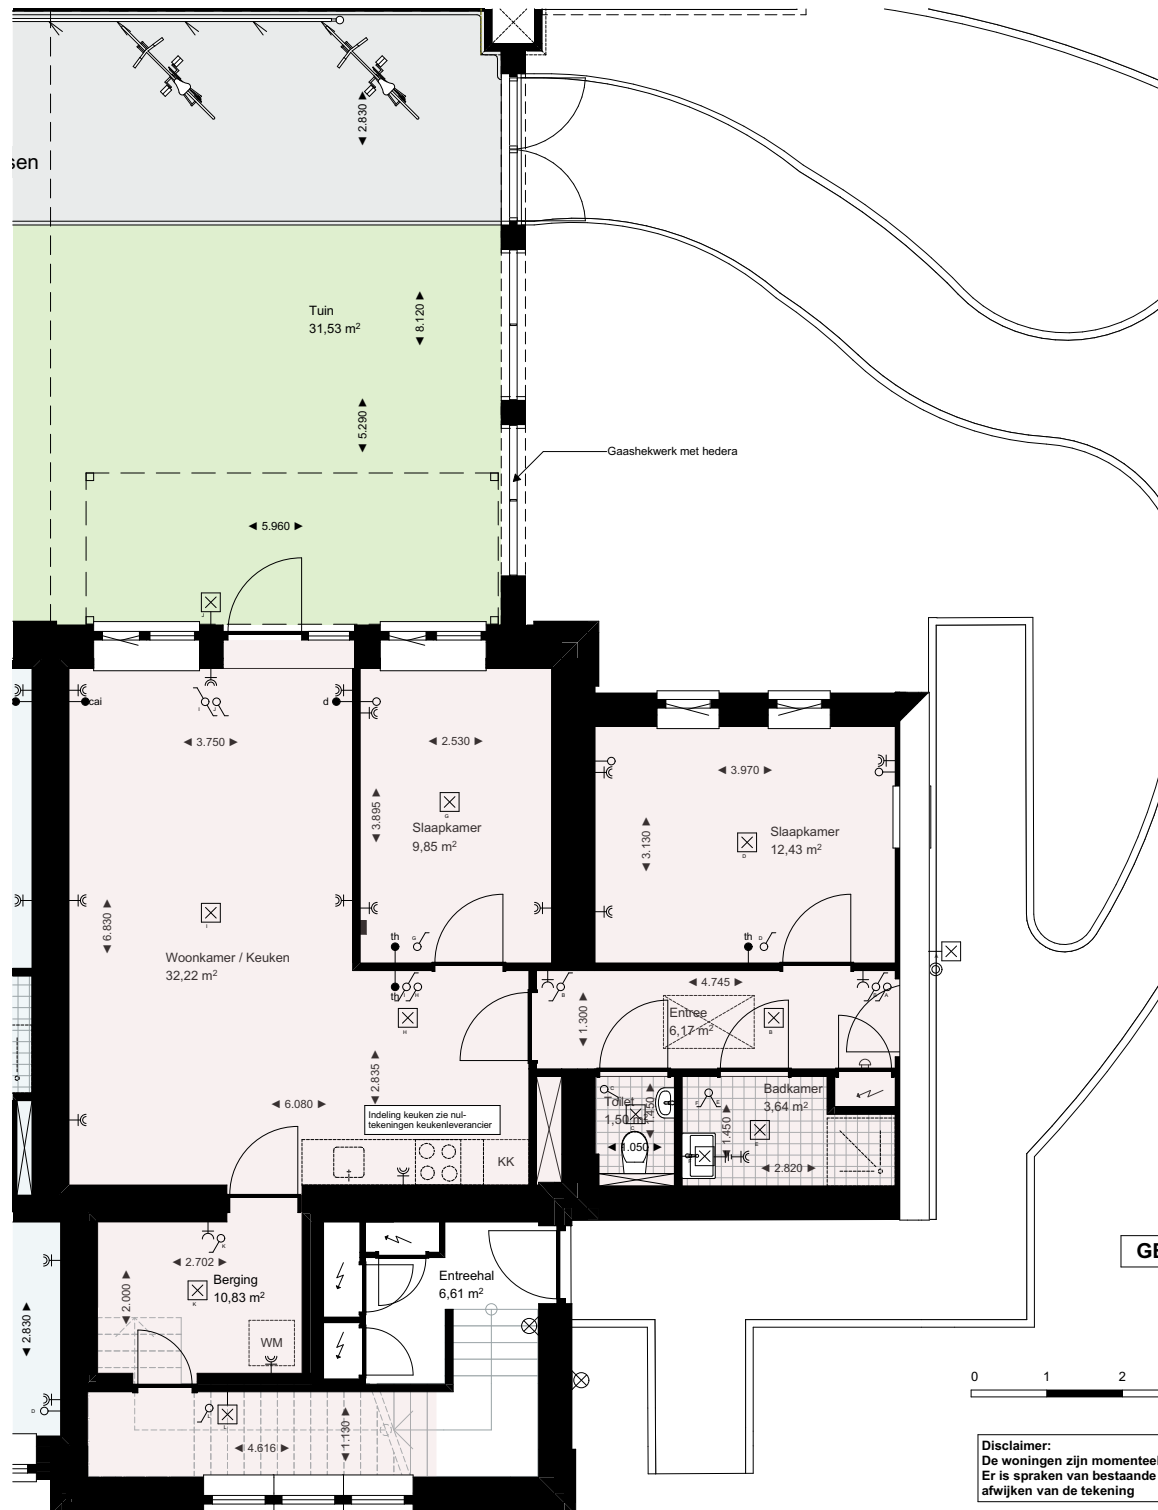 sen
2.830
Tuin
31,53 m²
8.120
5.290
Gaashekwerk met hedera
5.960
cai
d
3.750
2.530
3.970
3.895
Slaapkamer
9,85 m²
3.130
Slaapkamer
12,43 m²
6.830
Woonkamer / Keuken
32,22 m²
th
th
th
4.745
1.300
Entree
6,17 m²
2.835
6.080
Indeling keuken zie nul-
tekeningen keukenleverancier
KK
Toilet
1,50 m²
1.450
1.050
Badkamer
3,64 m²
1.450
2.820
2.702
Berging
10,83 m²
2.000
WM
Entreehal
6,61 m²
2.830
4.616
1.130
GE
0 1 2
Disclaimer:
De woningen zijn momenteel
Er is spraken van bestaande
afwijken van de tekening